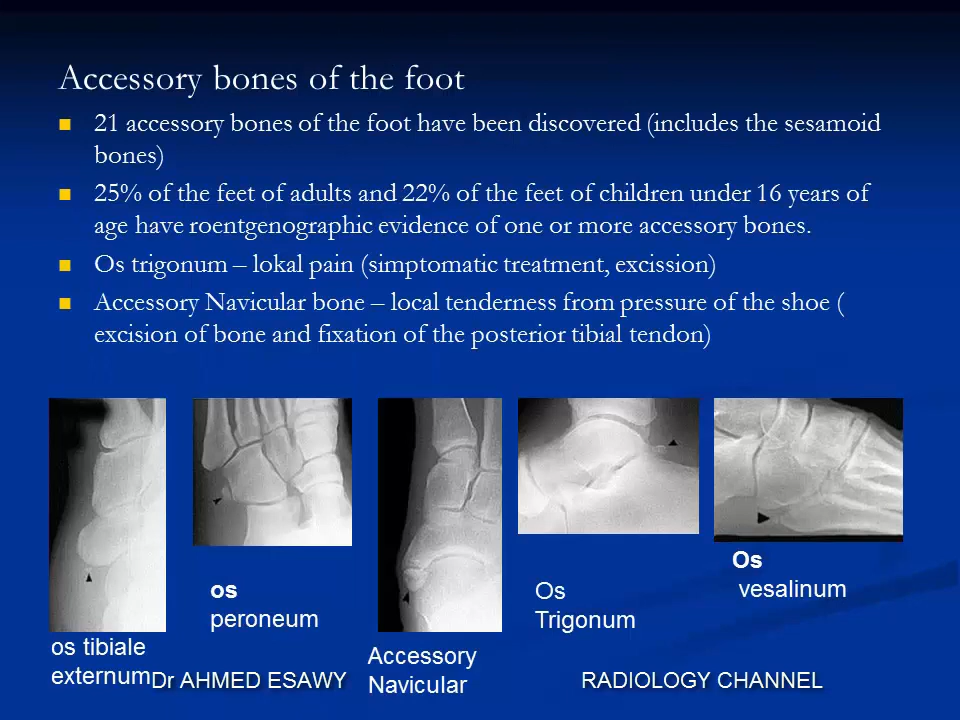 Accessory bones of the foot
21 accessory bones of the foot have been discovered (includes the sesamoid
bones)
25% of the feet of adults and 22% of the feet of children under 16 years of
age have roentgenographic evidence of one or more accessory bones.
Os trigonum – lokal pain (simptomatic treatment, excission)
Accessory Navicular bone – local tenderness from pressure of the shoe (
excision of bone and fixation of the posterior tibial tendon)
os tibiale
externum
os
peroneum
Accessory
Navicular
Os
Trigonum
Os
vesalinum
Dr AHMED ESAWY
RADIOLOGY CHANNEL